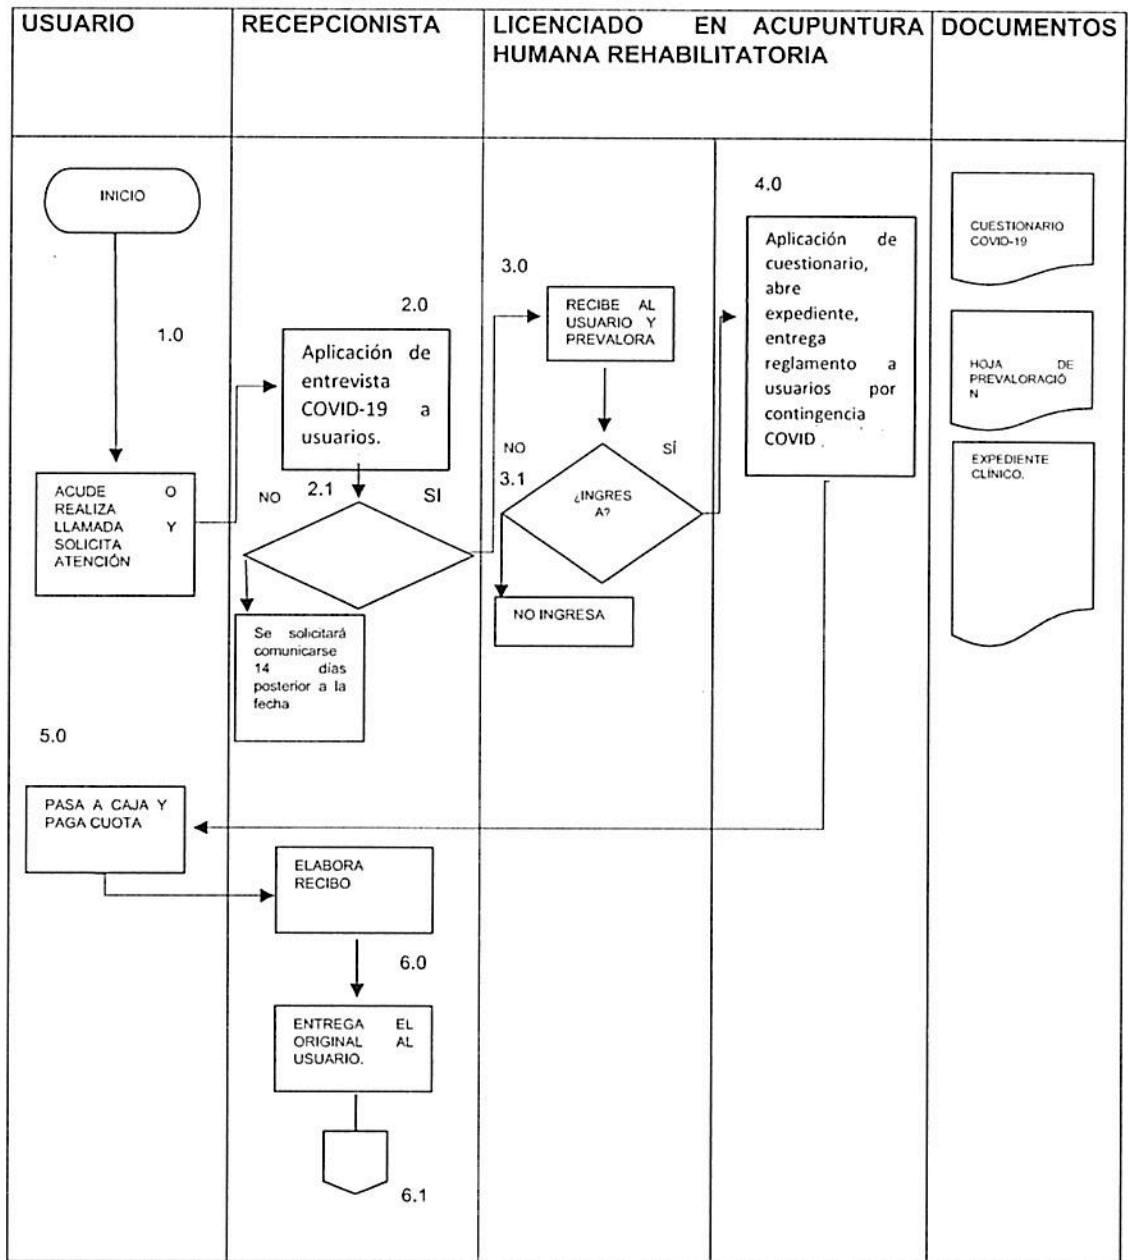 USUARIO
RECEPCIONISTA
LICENCIADO EN ACUPUNTURA
HUMANA REHABILITATORIA
DOCUMENTOS
INICIO
1.0
ACUDE O
REALIZA
LLAMADA Y
SOLICITA
ATENCIÓN
2.0
Aplicación de
entrevista
COVID-19 a
usuarios.
NO
2.1
SI
Se solicitará
comunicarse
14 días
posterior a la
fecha
3.0
RECIBE AL
USUARIO Y
PREVALORA
NO
SÍ
3.1
¿INGRES
A?
NO INGRESA
4.0
Aplicación de
cuestionario,
abre
expediente,
entrega
reglamento a
usuarios por
contingencia
COVID
CUESTIONARIO
COVID-19
HOJA DE
PREVALORACIÓ
N
EXPEDIENTE
CLÍNICO.
5.0
PASA A CAJA Y
PAGA CUOTA
ELABORA
RECIBO
6.0
ENTREGA EL
ORIGINAL AL
USUARIO.
6.1